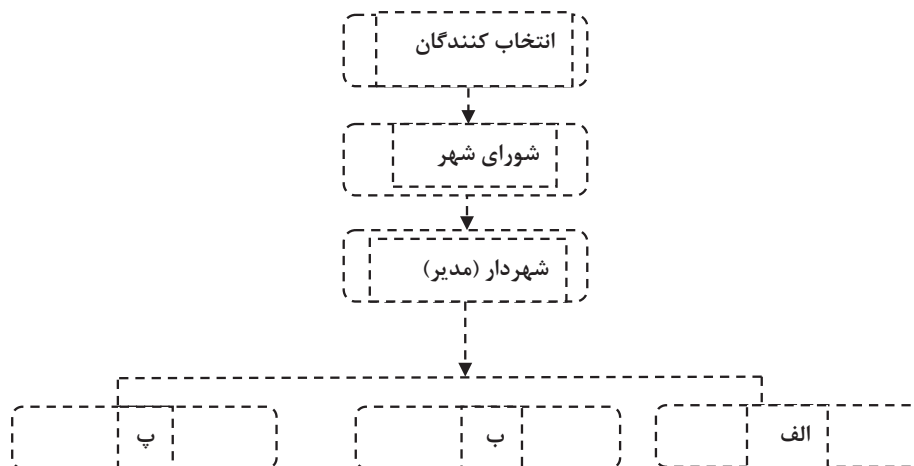 انتخاب کنندگان
شورای شهر
شهردار (مدیر)
الف
ب
پ